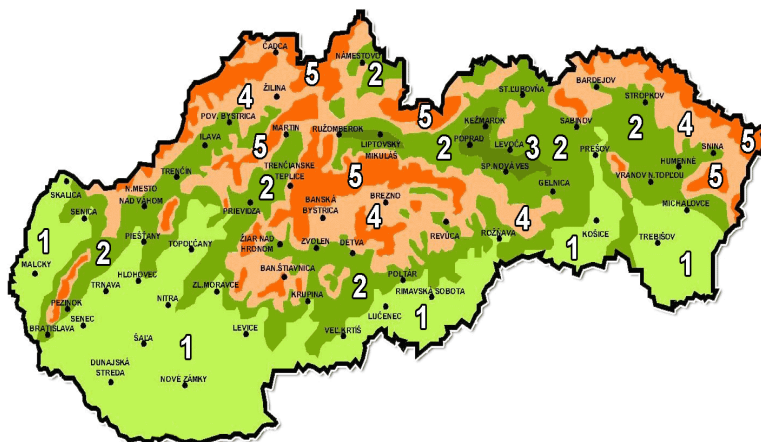 ČADCA
NÁMESTOVO
5
2
4
ŽILINA
ST.ĽUBOVŇA
BARDEJOV
STROPKOV
5
5
POV. BYSTRICA
KEŽMAROK
SABINOV
2
4
5
ILAVA
MARTIN
RUŽOMBEROK
LIPTOVSKÝ
MIKULÁŠ
POPRAD
LEVOČA
PREŠOV
SNINA
5
2
3
2
TRENČÍN
TRENČIANSKE
TEPLICE
SP.NOVÁ VES
HUMENNÉ
SKALICA
N.MESTO
NAD VÁHOM
2
5
GELNICA
VRANOV N.TOPĽOU
5
SENICA
PRIEVIDZA
BANSKÁ
BYSTRICA
BREZNO
MICHALOVCE
1
2
PIEŠŤANY
TOPOĽČANY
4
REVÚCA
4
ROŽŇAVA
KOŠICE
TREBIŠOV
ŽIAR NAD
HRONOM
ZVOLEN
DETVA
1
1
MALCKY
HLOHOVEC
TRNAVA
ZL.MORAVCE
BAN.ŠTIAVNICA
POLTÁR
2
PEZINOK
NITRA
KRUPINA
RIMAVSKÁ SOBOTA
BRATISLAVA
SENEC
LEVICE
LUČENEC
1
VEĽ.KRTÍŠ
ŠAĽA
1
DUNAJSKÁ
STREDA
NOVÉ ZÁMKY